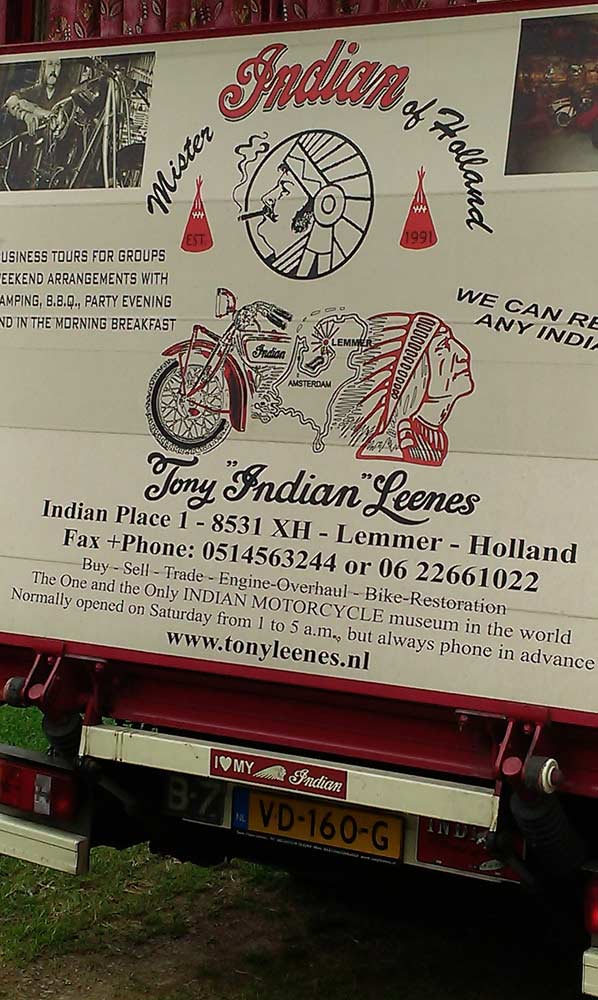 Mister Indian of Holland
EST. 1991
USINESS TOURS FOR GROUPS
EEKEND ARRANGEMENTS WITH
AMPING, B.B.Q., PARTY EVENING
ND IN THE MORNING BREAKFAST
WE CAN RE
ANY INDIA
Indian
LEMMER
AMSTERDAM
Tony "Indian" Leenes
Indian Place 1 - 8531 XH - Lemmer - Holland
Fax +Phone: 0514563244 or 06 22661022
Buy - Sell - Trade - Engine-Overhaul - Bike-Restoration
The One and the Only INDIAN MOTORCYCLE museum in the world
Normally opened on Saturday from 1 to 5 a.m., but always phone in advance
www.tonyleenes.nl
I ♥ MY Indian
B-7
NL VD-160-G
IND